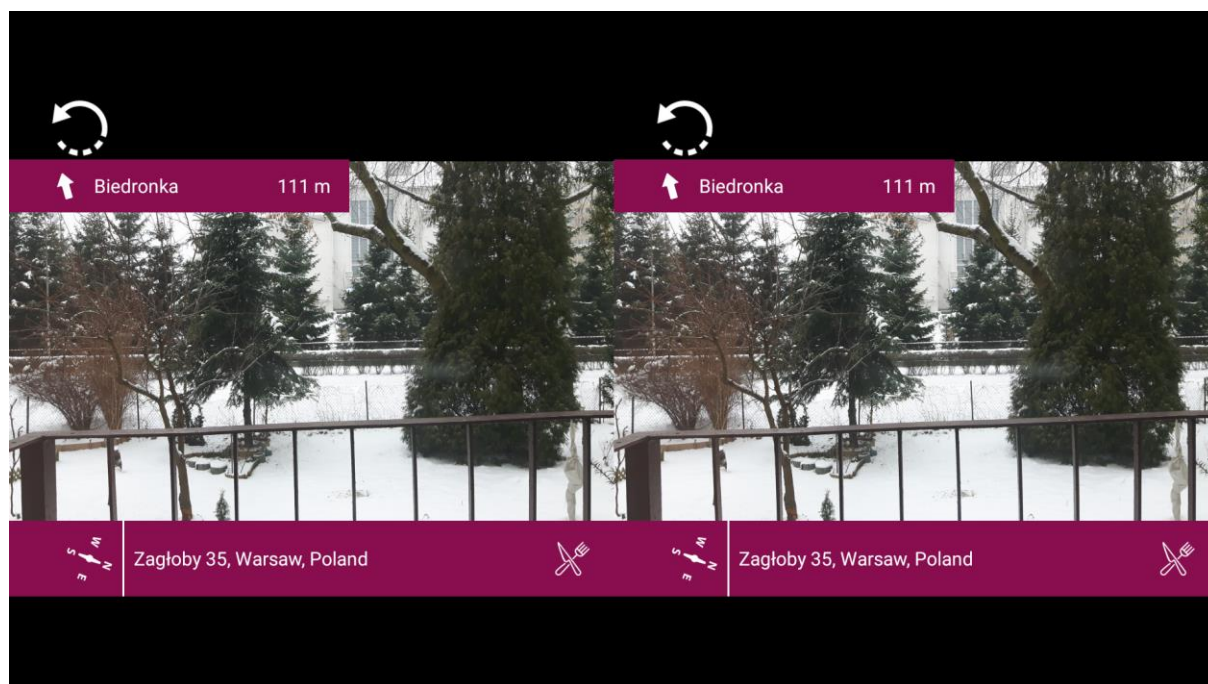 Biedronka 111 m
Biedronka 111 m
W
S N
E
Zagłoby 35, Warsaw, Poland
W
S N
E
Zagłoby 35, Warsaw, Poland